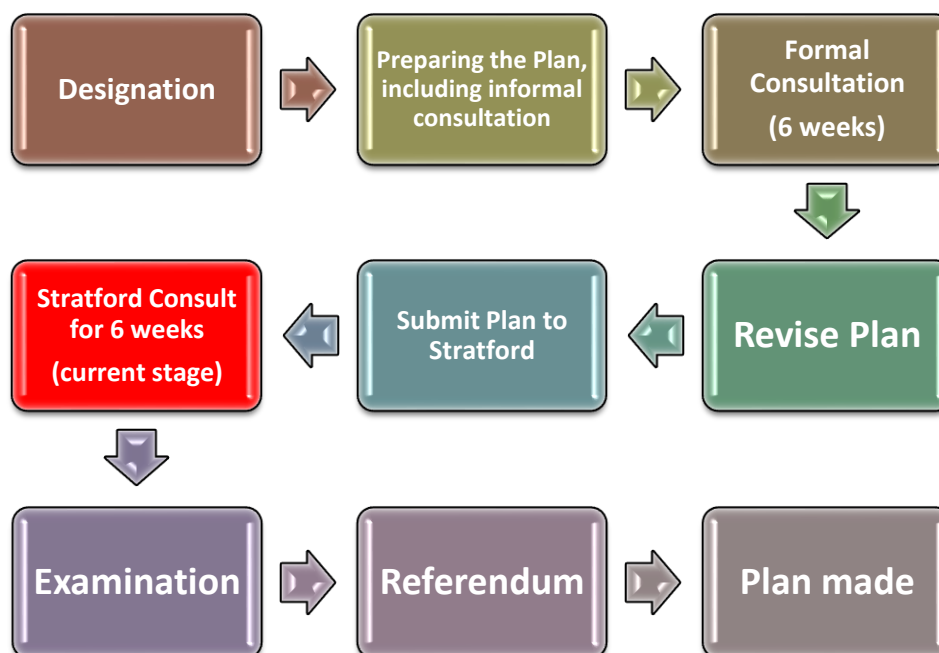 Designation
Preparing the Plan,
including informal
consultation
Formal
Consultation
(6 weeks)
Revise Plan
Submit Plan to
Stratford
Stratford Consult
for 6 weeks
(current stage)
Examination
Referendum
Plan made